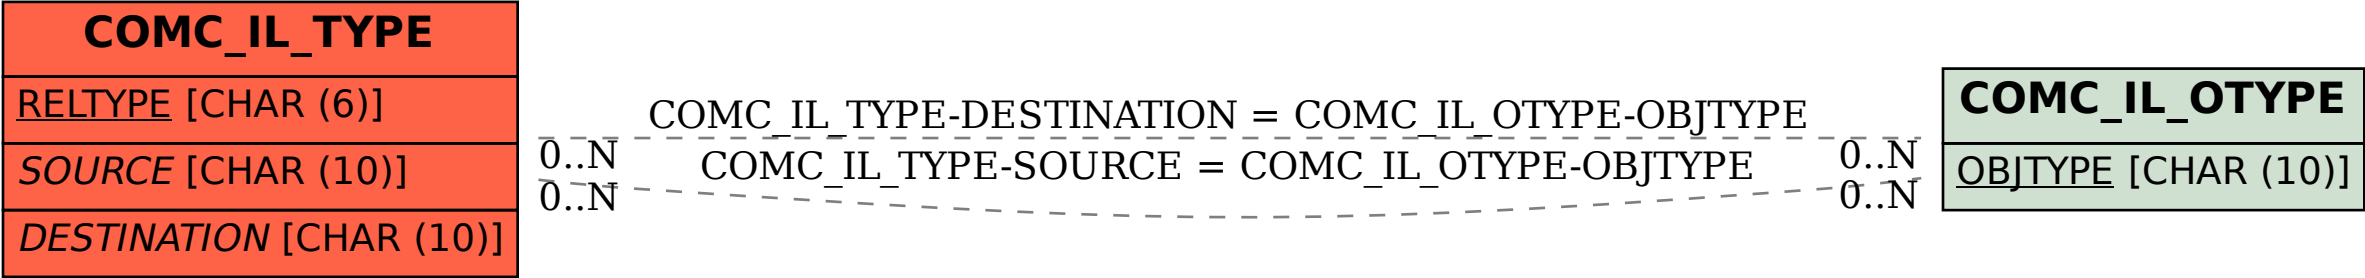 COMC_IL_TYPE
RELTYPE [CHAR (6)]
SOURCE [CHAR (10)]
DESTINATION [CHAR (10)]
COMC_IL_TYPE-DESTINATION = COMC_IL_OTYPE-OBJTYPE
0..N
0..N
COMC_IL_TYPE-SOURCE = COMC_IL_OTYPE-OBJTYPE
0..N
0..N
COMC_IL_OTYPE
OBJTYPE [CHAR (10)]